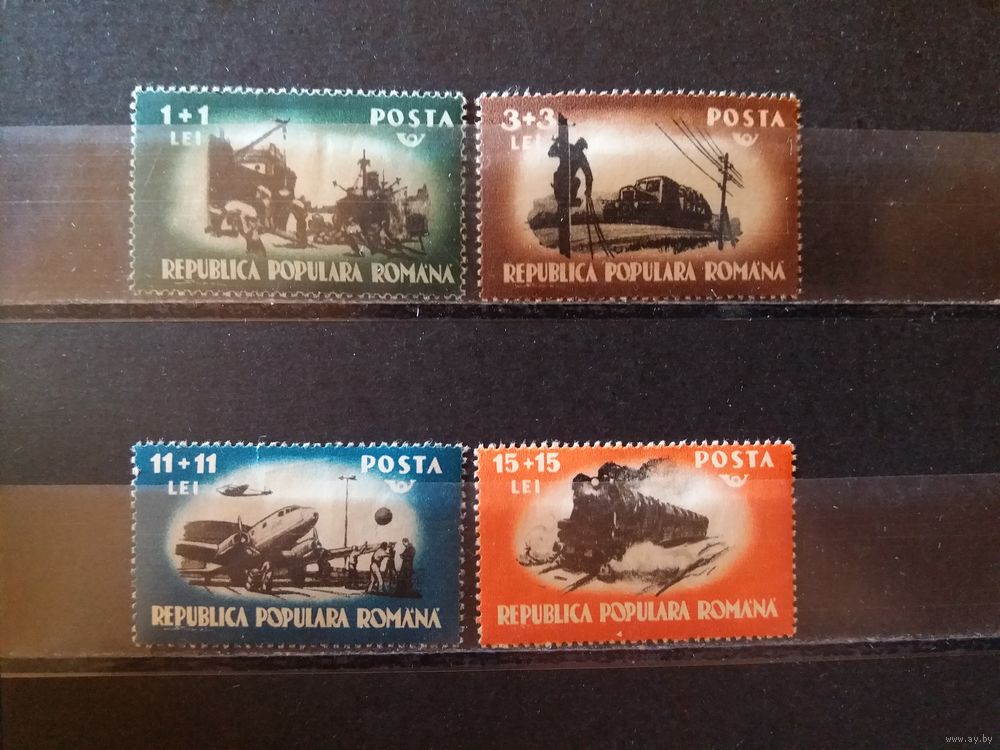 1+1 POSTA
LEI
REPUBLICA POPULARA ROMÂNĂ
3+3 POSTA
LEI
REPUBLICA POPULARA ROMÂNĂ
11+11 POSTA
LEI
REPUBLICA POPULARA ROMÂNĂ
15+15 POSTA
LEI
REPUBLICA POPULARA ROMÂNĂ
www.ay.by